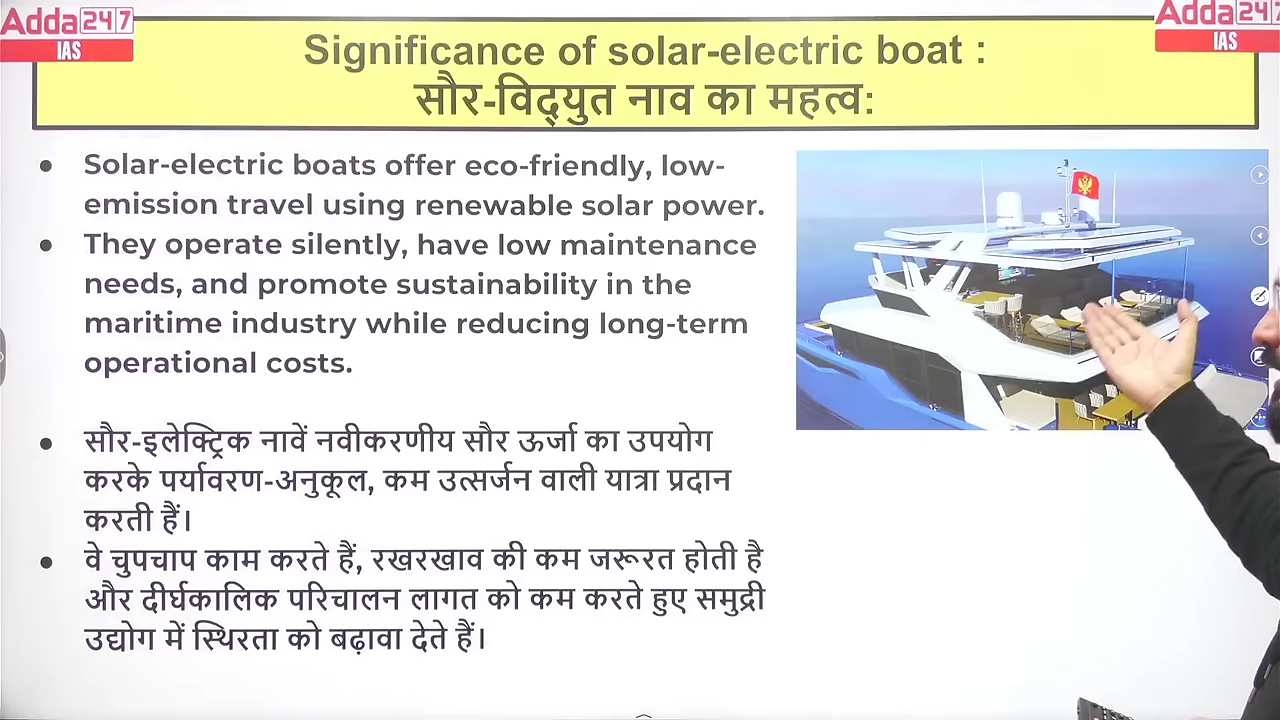 Adda247
IAS
Adda247
IAS
Significance of solar-electric boat :
सौर-विद्युत नाव का महत्व:
• Solar-electric boats offer eco-friendly, low-
emission travel using renewable solar power.
• They operate silently, have low maintenance
needs, and promote sustainability in the
maritime industry while reducing long-term
operational costs.
• सौर-इलेक्ट्रिक नावें नवीकरणीय सौर ऊर्जा का उपयोग
करके पर्यावरण-अनुकूल, कम उत्सर्जन वाली यात्रा प्रदान
करती हैं।
• वे चुपचाप काम करते हैं, रखरखाव की कम जरूरत होती है
और दीर्घकालिक परिचालन लागत को कम करते हुए समुद्री
उद्योग में स्थिरता को बढ़ावा देते हैं।